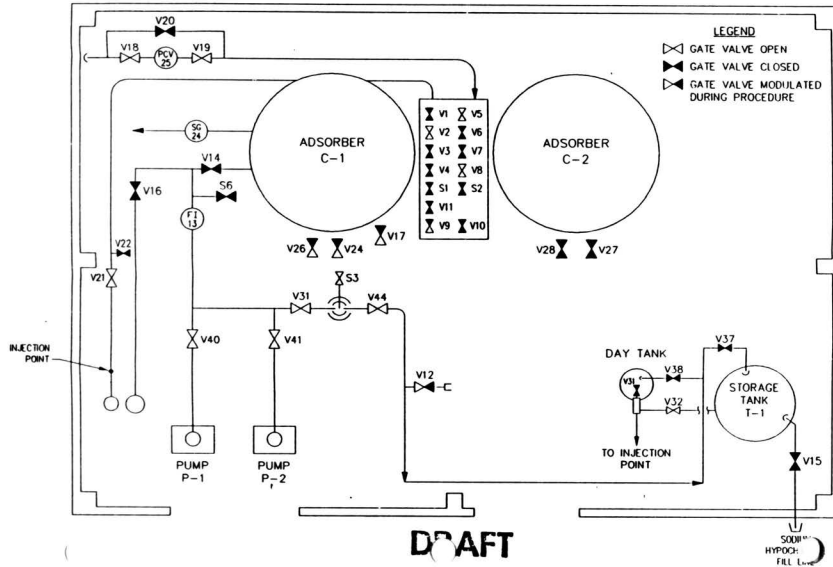 V20
V18
PCV
25
V19
LEGEND
GATE VALVE OPEN
GATE VALVE CLOSED
GATE VALVE MODULATED
DURING PROCEDURE
SG
24
ADSORBER
C-1
V1 V5
V2 V6
V3 V7
V4 V8
S1 S2
V11
V9 V10
ADSORBER
C-2
V14
V16
S6
FI
13
V17
V26
V24
V28
V27
V22
V21
S3
V31
V44
V40
V41
INJECTION
POINT
V12
DAY TANK
V31
V38
V37
V32
STORAGE
TANK
T-1
TO INJECTION
POINT
V15
PUMP
P-1
PUMP
P-2
DRAFT
FILL